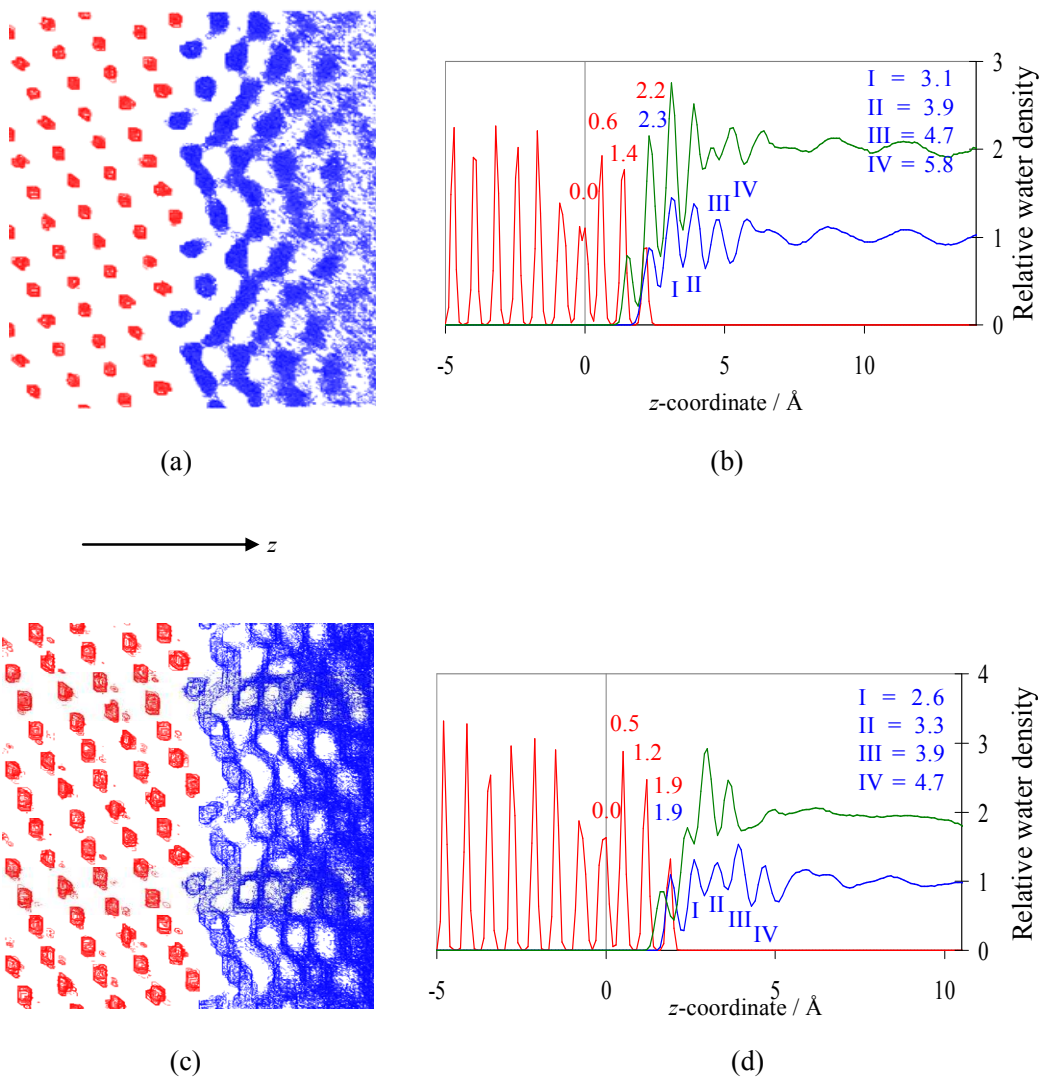 3
I = 3.1
II = 3.9
III = 4.7
IV = 5.8
2.2
2.3
0.6
1.4
0.0
2
III IV
1
I II
0
-5 0 5 10
z-coordinate / Å
Relative water density
(a)
(b)
z
4
I = 2.6
II = 3.3
III = 3.9
IV = 4.7
0.5
1.2
3
1.9
0.0
1.9
2
1
I II
III
IV
0
-5 0 5 10
z-coordinate / Å
Relative water density
(c)
(d)